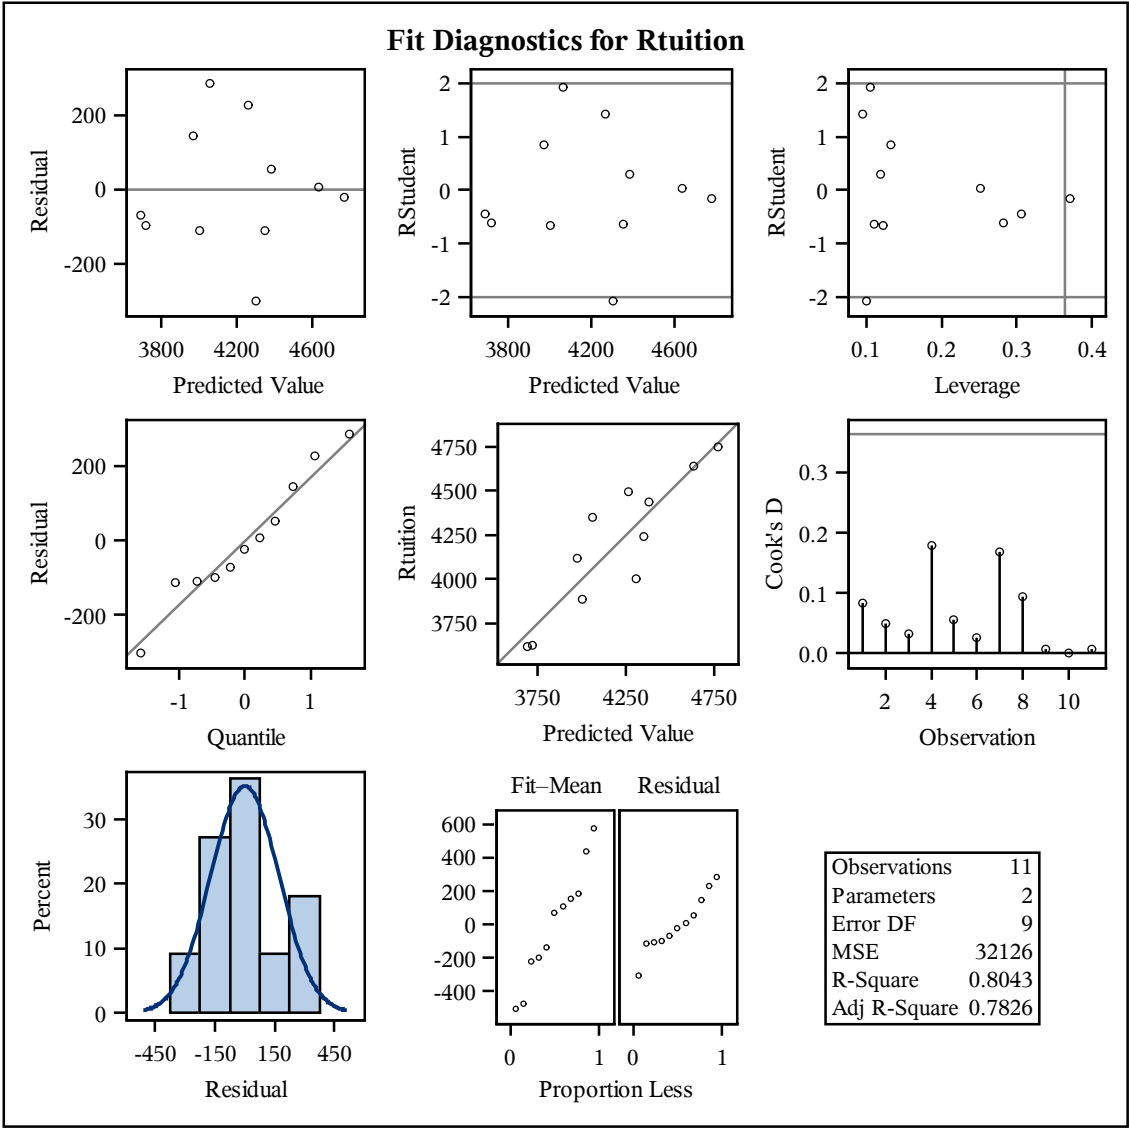 Fit Diagnostics for Rtuition
Residual
200
0
-200
3800 4200 4600
Predicted Value
RStudent
2
1
0
-1
-2
3800 4200 4600
Predicted Value
RStudent
2
1
0
-1
-2
0.1 0.2 0.3 0.4
Leverage
Residual
200
0
-200
-1 0 1
Quantile
Rtuition
4750
4500
4250
4000
3750
3750 4250 4750
Predicted Value
Cook's D
0.3
0.2
0.1
0.0
2 4 6 8 10
Observation
Percent
30
20
10
0
-450 -150 150 450
Residual
Fit–Mean Residual
600
400
200
0
-200
-400
0 1 0 1
Proportion Less
Observations 11
Parameters 2
Error DF 9
MSE 32126
R-Square 0.8043
Adj R-Square 0.7826